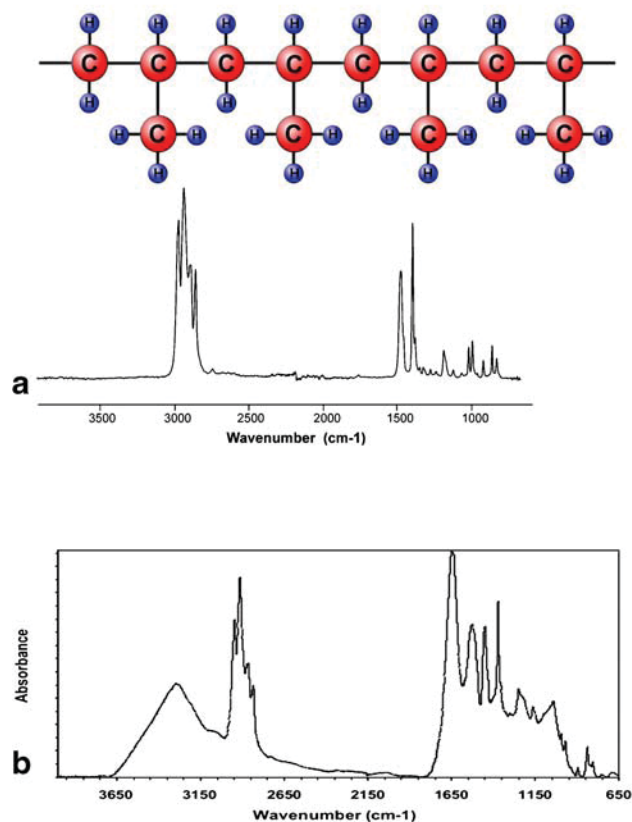 H H H H H H H H
C C C C C C C C
H H H H
H C H H C H H C H H C H
H H H H
a
3500 3000 2500 2000 1500 1000
Wavenumber (cm-1)
Absorbance
b
3650 3150 2650 2150 1650 1150 650
Wavenumber (cm-1)